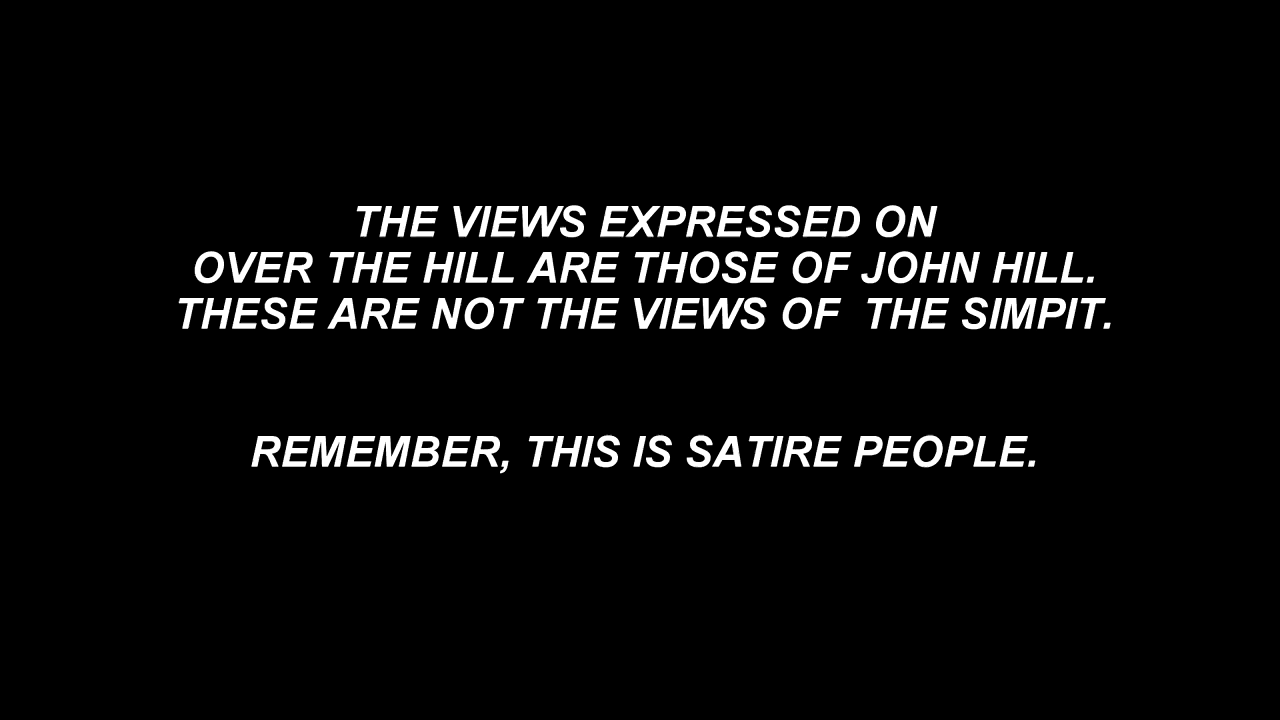 THE VIEWS EXPRESSED ON
OVER THE HILL ARE THOSE OF JOHN HILL.
THESE ARE NOT THE VIEWS OF  THE SIMPIT.
REMEMBER, THIS IS SATIRE PEOPLE.